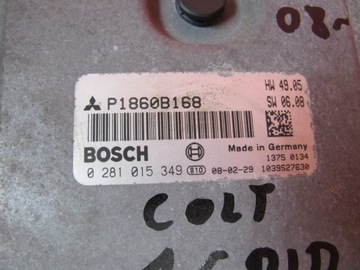 08-
HW 49.05
P1860B168
SW 06.08
BOSCH
Made in Germany
1375 0134
0 281 015 349 B10 08-02-29 1039S27630
COLT